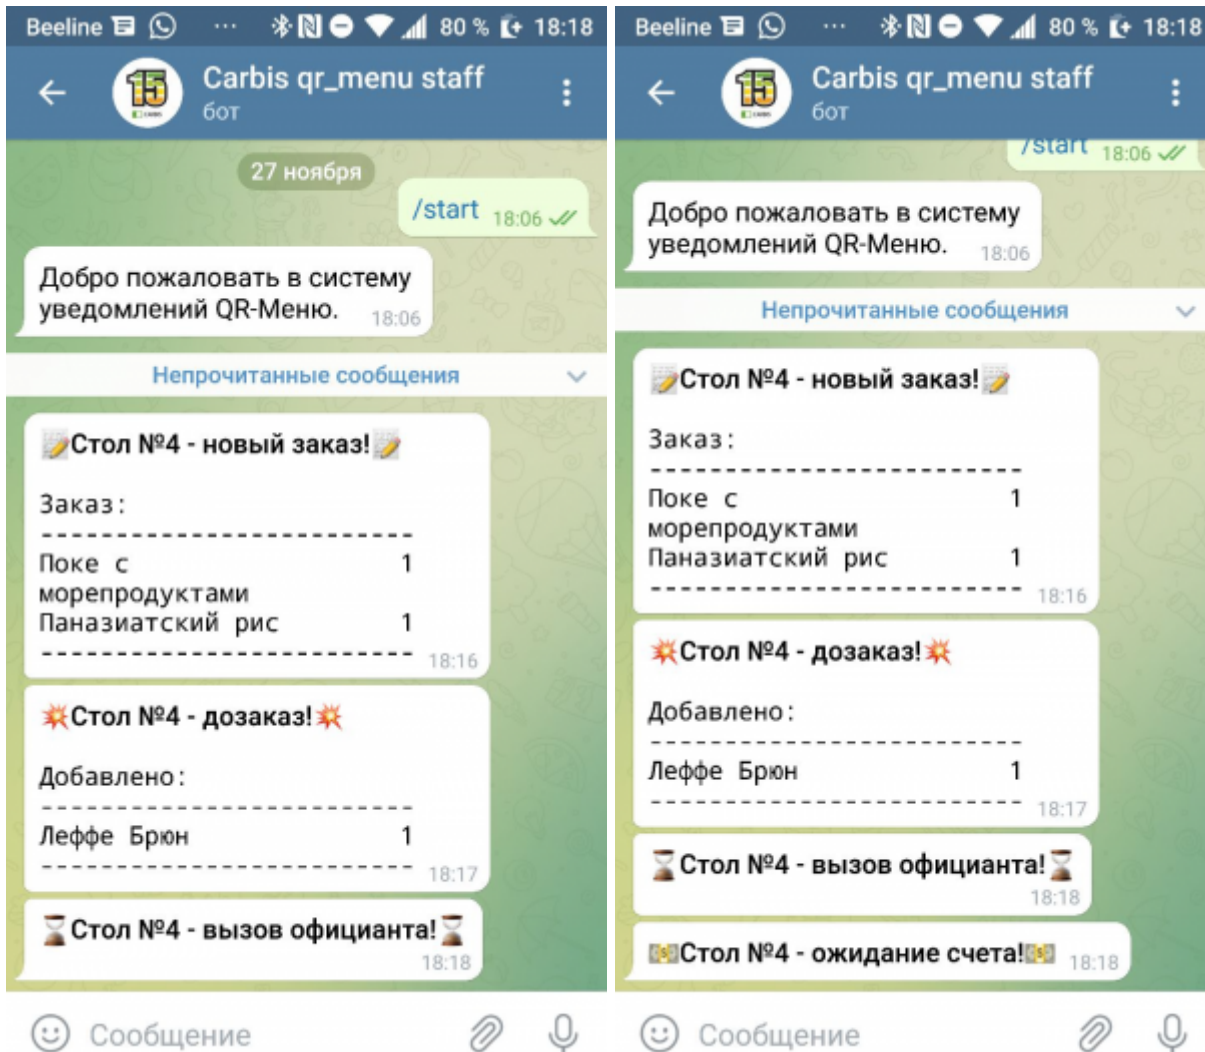 Beeline ... 80 % 18:18
15
CARBIS
Carbis qr_menu staff
бот
27 ноября
/start 18:06
Добро пожаловать в систему
уведомлений QR-Меню. 18:06
Непрочитанные сообщения
Стол №4 - новый заказ!
Заказ:
--------------------------
Поке с 1
морепродуктами
Паназиатский рис 1
-------------------------- 18:16
Стол №4 - дозаказ!
Добавлено:
--------------------------
Леффе Брюн 1
-------------------------- 18:17
Стол №4 - вызов официанта!
18:18
Сообщение
Beeline ... 80 % 18:18
15
CARBIS
Carbis qr_menu staff
бот
/start 18:06
Добро пожаловать в систему
уведомлений QR-Меню. 18:06
Непрочитанные сообщения
Стол №4 - новый заказ!
Заказ:
--------------------------
Поке с 1
морепродуктами
Паназиатский рис 1
-------------------------- 18:16
Стол №4 - дозаказ!
Добавлено:
--------------------------
Леффе Брюн 1
-------------------------- 18:17
Стол №4 - вызов официанта!
18:18
Стол №4 - ожидание счета! 18:18
Сообщение